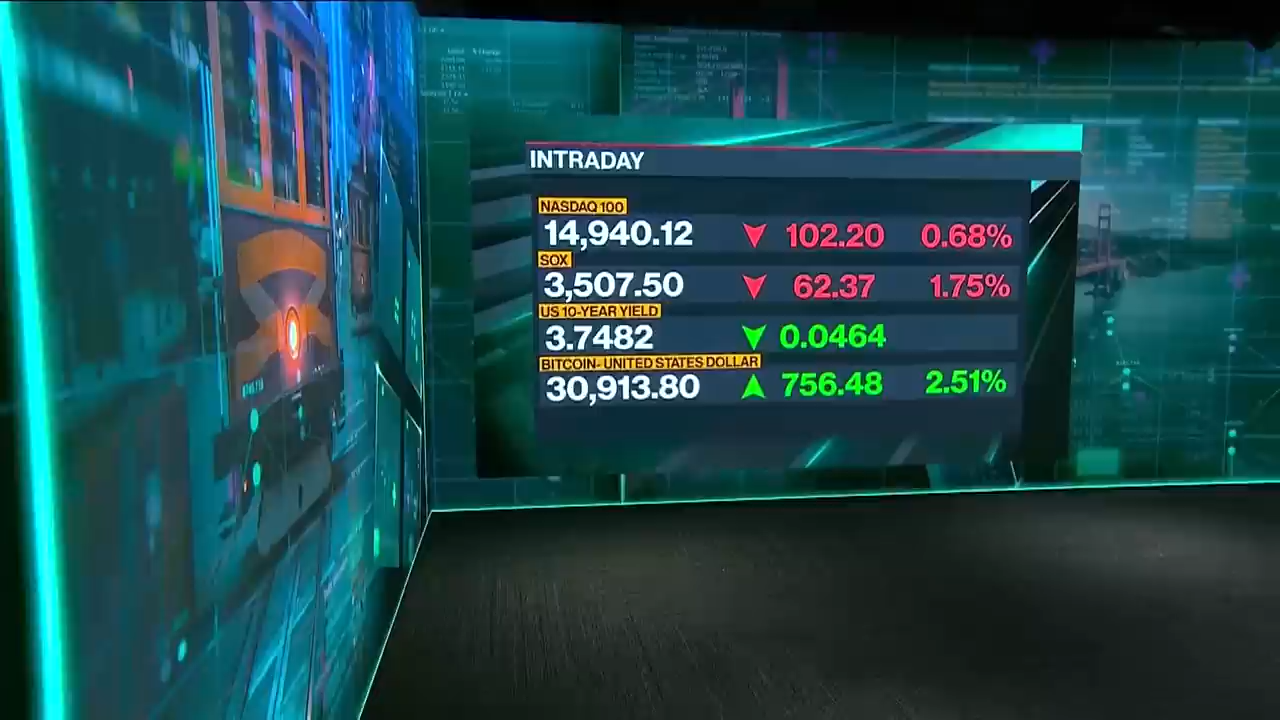 INTRADAY
NASDAQ 100
14,940.12 ▼ 102.20 0.68%
SOX
3,507.50 ▼ 62.37 1.75%
US 10-YEAR YIELD
3.7482 ▼ 0.0464
BITCOIN- UNITED STATES DOLLAR
30,913.80 ▲ 756.48 2.51%